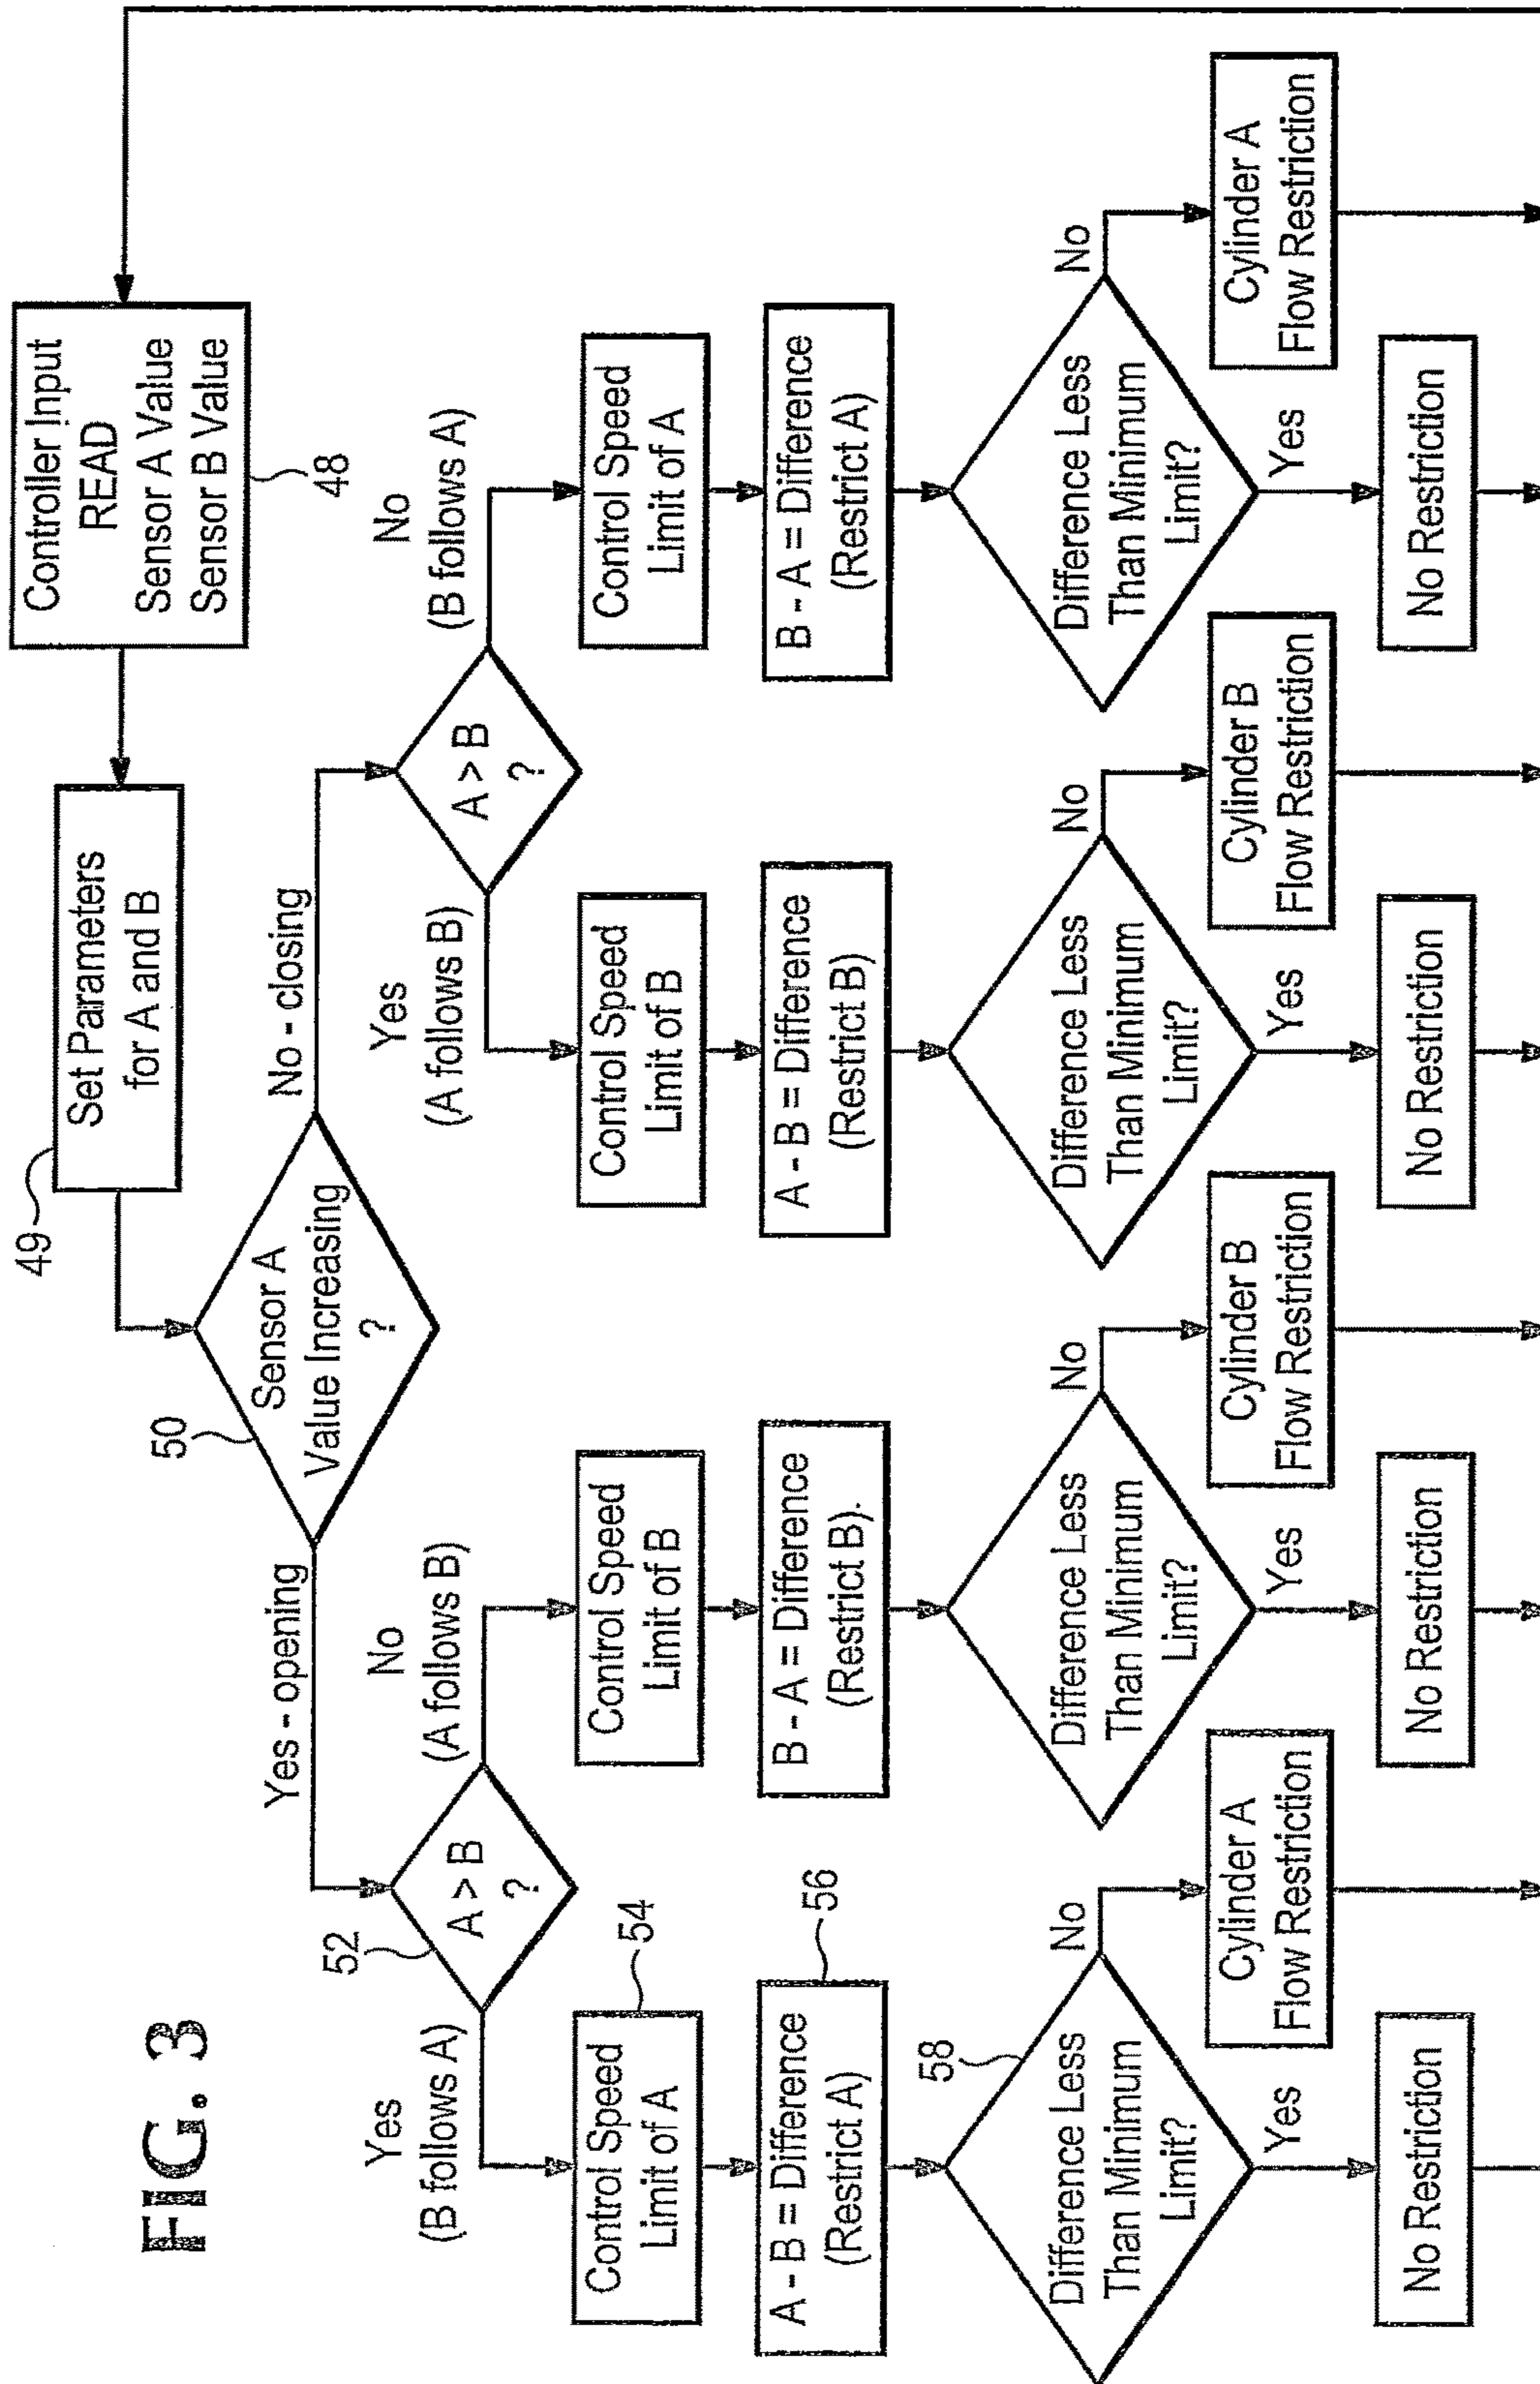 FIG. 3
Controller Input
READ
Sensor A Value
Sensor B Value
48
Set Parameters
for A and B
49
Sensor A
Value Increasing
?
50
Yes - opening
No - closing
A > B
?
52
Yes
(B follows A)
No
(A follows B)
A > B
?
Yes
(A follows B)
No
(B follows A)
Control Speed
Limit of A
54
Control Speed
Limit of B
Control Speed
Limit of B
Control Speed
Limit of A
A - B = Difference
(Restrict A)
56
B - A = Difference
(Restrict B).
A - B = Difference
(Restrict B)
B - A = Difference
(Restrict A)
Difference Less
Than Minimum
Limit?
58
No
Yes
Difference Less
Than Minimum
Limit?
No
Yes
Difference Less
Than Minimum
Limit?
No
Yes
Difference Less
Than Minimum
Limit?
No
Yes
Cylinder A
Flow Restriction
Cylinder B
Flow Restriction
Cylinder B
Flow Restriction
Cylinder A
Flow Restriction
No Restriction
No Restriction
No Restriction
No Restriction